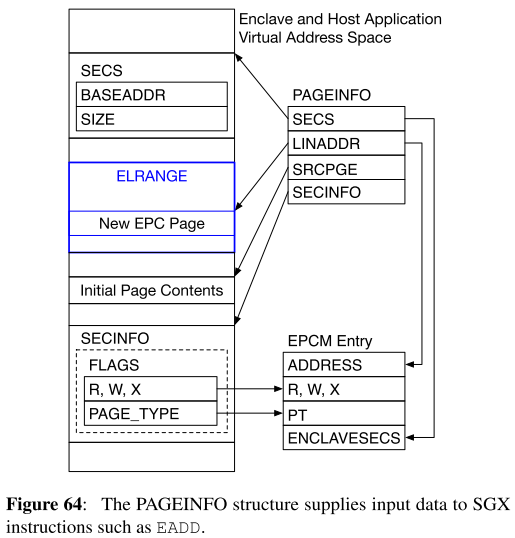 Enclave and Host Application
Virtual Address Space
SECS
BASEADDR
SIZE
ELRANGE
New EPC Page
Initial Page Contents
SECINFO
FLAGS
R, W, X
PAGE_TYPE
PAGEINFO
SECS
LINADDR
SRCPGE
SECINFO
EPCM Entry
ADDRESS
R, W, X
PT
ENCLAVESECS
Figure 64: The PAGEINFO structure supplies input data to SGX
instructions such as EADD.